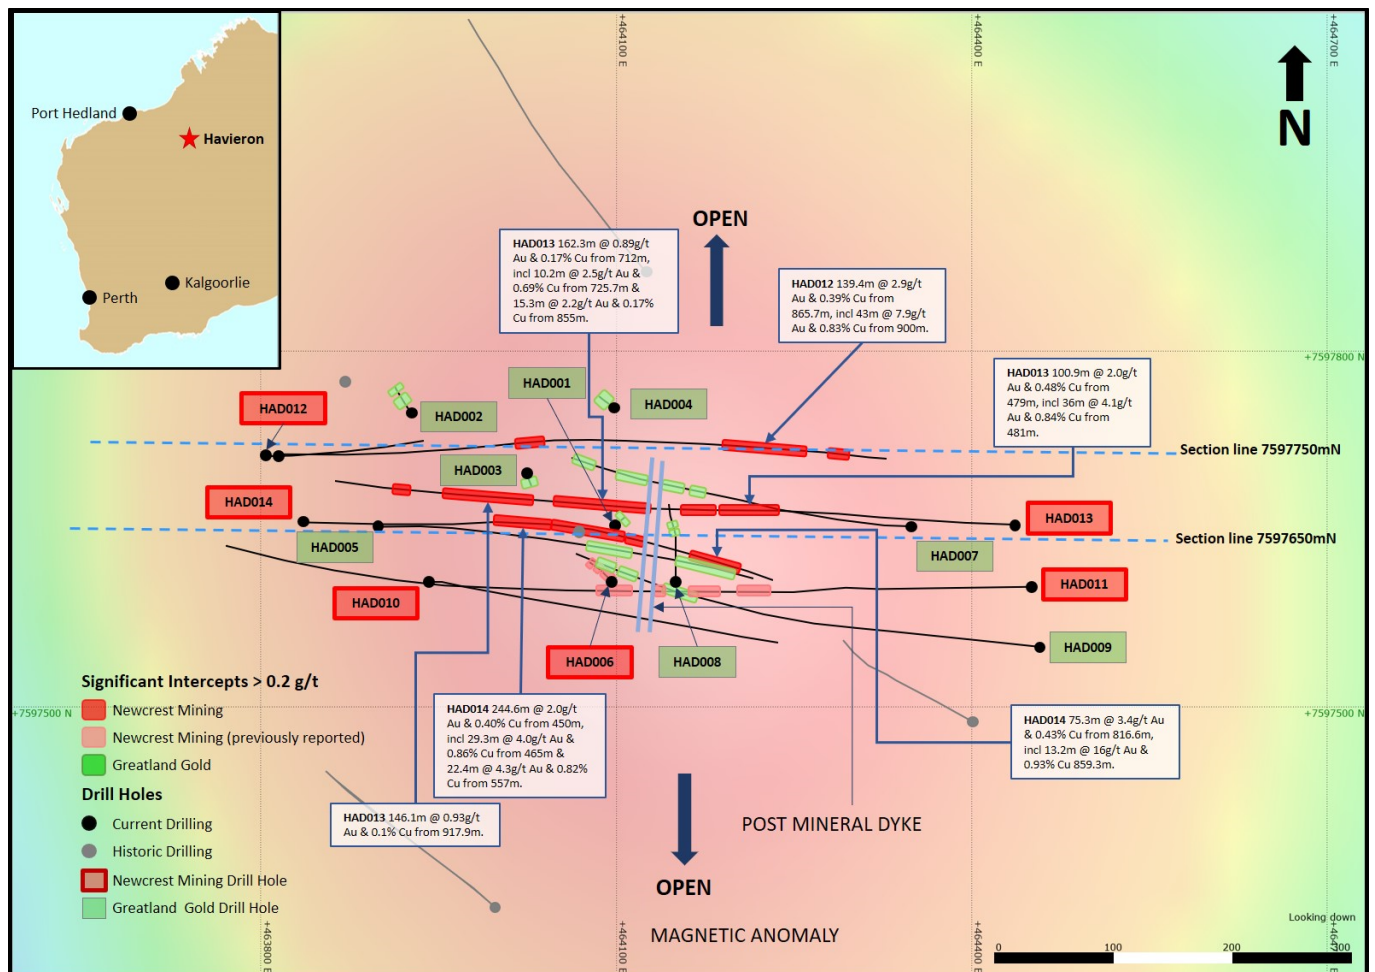 +464100 E
+464400 E
+464700 E
Port Hedland
Havieron
Kalgoorlie
Perth
N
OPEN
HAD013 162.3m @ 0.89g/t
Au & 0.17% Cu from 712m,
incl 10.2m @ 2.5g/t Au &
0.69% Cu from 725.7m &
15.3m @ 2.2g/t Au & 0.17%
Cu from 855m.
HAD012 139.4m @ 2.9g/t
Au & 0.39% Cu from
865.7m, incl 43m @ 7.9g/t
Au & 0.83% Cu from 900m.
+7597800 N
HAD013 100.9m @ 2.0g/t
Au & 0.48% Cu from
479m, incl 36m @ 4.1g/t
Au & 0.84% Cu from
481m.
HAD001
HAD012
HAD002
HAD004
Section line 7597750mN
HAD003
HAD014
HAD013
HAD005
Section line 7597650mN
HAD007
HAD011
HAD010
HAD009
HAD006
HAD008
Significant Intercepts > 0.2 g/t
Newcrest Mining
Newcrest Mining (previously reported)
Greatland Gold
Drill Holes
Current Drilling
Historic Drilling
Newcrest Mining Drill Hole
Greatland Gold Drill Hole
+7597500 N
+7597500 N
HAD014 244.6m @ 2.0g/t
Au & 0.40% Cu from 450m,
incl 29.3m @ 4.0g/t Au &
0.86% Cu from 465m &
22.4m @ 4.3g/t Au & 0.82%
Cu from 557m.
HAD014 75.3m @ 3.4g/t Au
& 0.43% Cu from 816.6m,
incl 13.2m @ 16g/t Au &
0.93% Cu 859.3m.
HAD013 146.1m @ 0.93g/t
Au & 0.1% Cu from 917.9m.
POST MINERAL DYKE
OPEN
MAGNETIC ANOMALY
Looking down
0 100 200 300
+463800 E
+464100 E
+464400 E